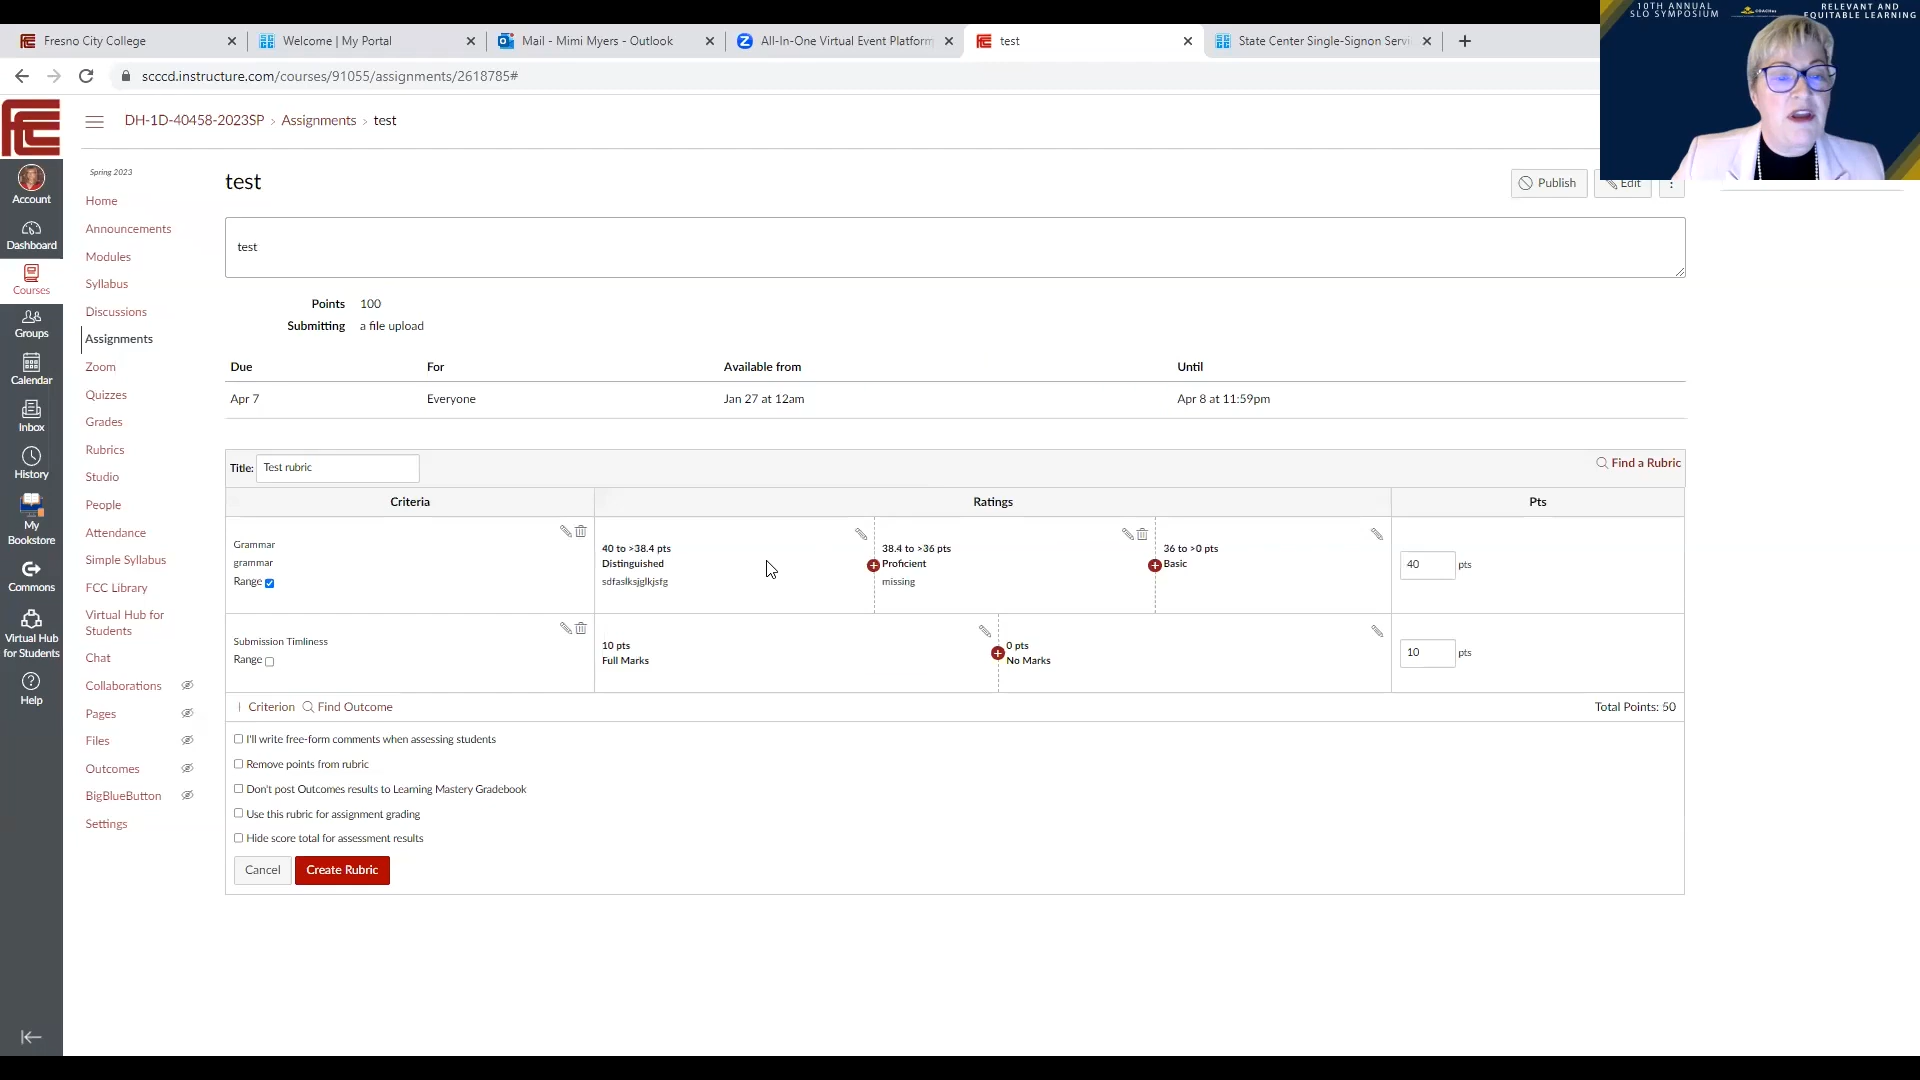 10TH ANNUAL
SLO SYMPOSIUM
RELEVANT AND
EQUITABLE LEARNING
Fresno City College
Welcome | My Portal
Mail - Mimi Myers - Outlook
All-In-One Virtual Event Platform
test
State Center Single-Signon Servi
scccd.instructure.com/courses/91055/assignments/2618785#
DH-1D-40458-2023SP › Assignments › test
Account
Dashboard
Courses
Groups
Calendar
Inbox
History
My
Bookstore
Commons
Virtual Hub
for Students
Help
Spring 2023
Home
Announcements
Modules
Syllabus
Discussions
Assignments
Zoom
Quizzes
Grades
Rubrics
Studio
People
Attendance
Simple Syllabus
FCC Library
Virtual Hub for
Students
Chat
Collaborations
Pages
Files
Outcomes
BigBlueButton
Settings
test
Publish
Edit
test
Points 100
Submitting a file upload
Due For Available from Until
Apr 7 Everyone Jan 27 at 12am Apr 8 at 11:59pm
Title: Test rubric
Find a Rubric
Criteria Ratings Pts
Grammar
grammar
Range
40 to >38.4 pts
Distinguished
sdfaslksjglkjsfg
38.4 to >36 pts
Proficient
missing
36 to >0 pts
Basic
40 pts
Submission Timliness
Range
10 pts
Full Marks
0 pts
No Marks
10 pts
Criterion Find Outcome
Total Points: 50
I'll write free-form comments when assessing students
Remove points from rubric
Don't post Outcomes results to Learning Mastery Gradebook
Use this rubric for assignment grading
Hide score total for assessment results
Cancel Create Rubric